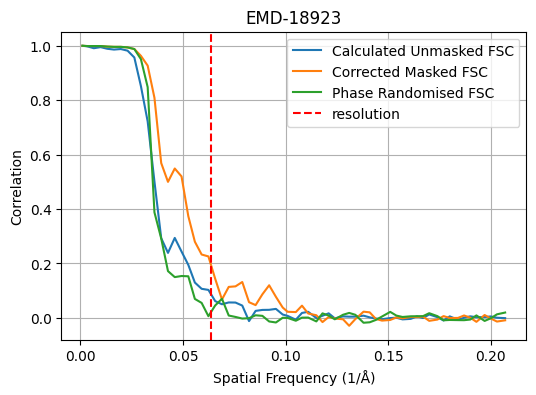 EMD-18923
Calculated Unmasked FSC
Corrected Masked FSC
Phase Randomised FSC
resolution
Correlation
1.0
0.8
0.6
0.4
0.2
0.0
0.00 0.05 0.10 0.15 0.20
Spatial Frequency (1/Å)